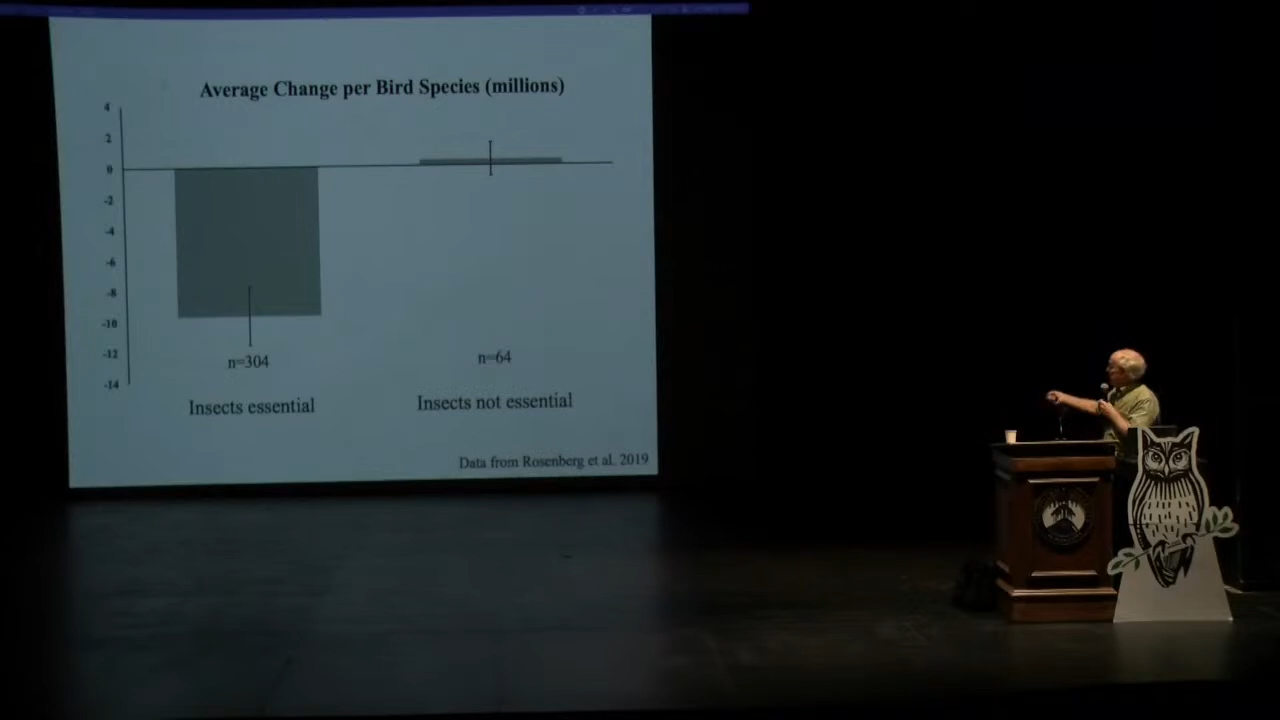 Average Change per Bird Species (millions)
4
2
0
-2
-4
-6
-8
-10
-12
-14
n=304
n=64
Insects essential
Insects not essential
Data from Rosenberg et al. 2019